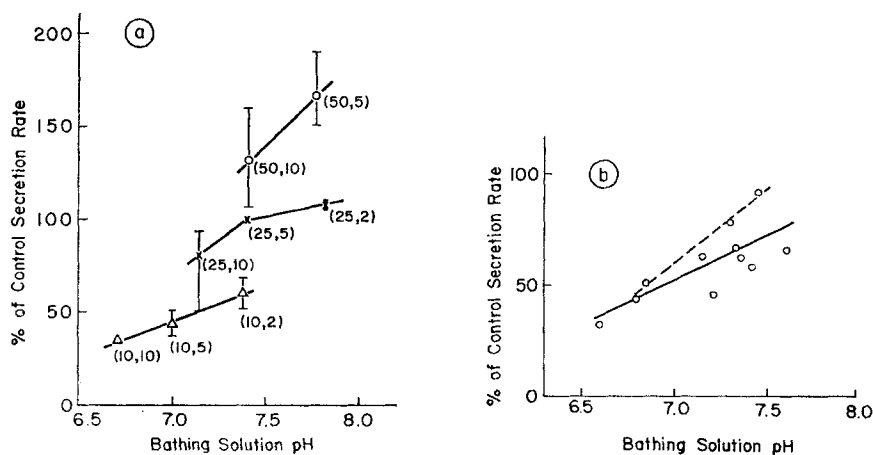 a
200
150
100
50
0
% of Control Secretion Rate
(50,5)
(50,10)
(25,2)
(25,5)
(25,10)
(10,2)
(10,5)
(10,10)
6.5 7.0 7.5 8.0
Bathing Solution pH
b
100
50
0
% of Control Secretion Rate
6.5 7.0 7.5 8.0
Bathing Solution pH